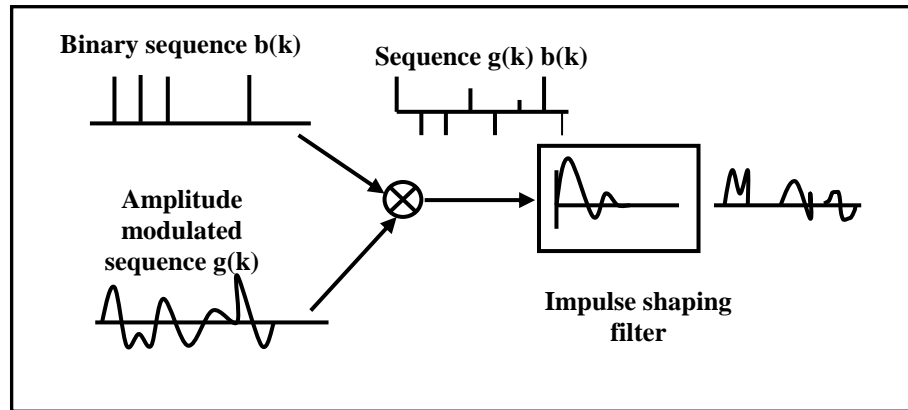 Binary sequence b(k)
Sequence g(k) b(k)
Amplitude
modulated
sequence g(k)
Impulse shaping
filter